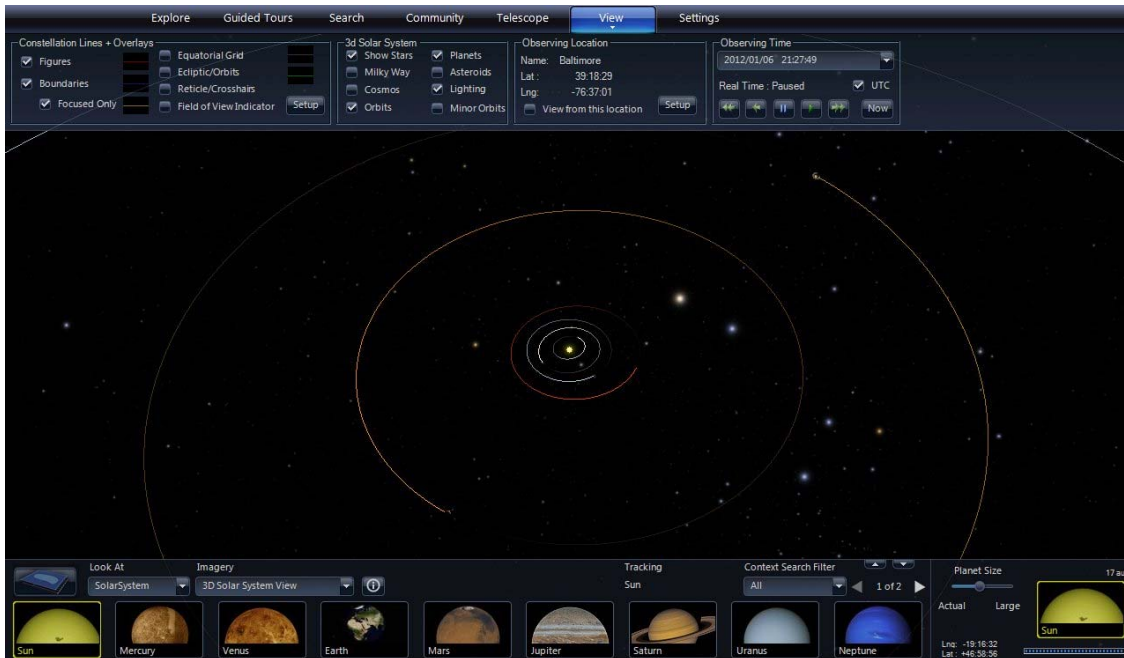 Explore Guided Tours Search Community Telescope View Settings
Constellation Lines + Overlays
Figures
Boundaries
Focused Only
Equatorial Grid
Ecliptic/Orbits
Reticle/Crosshairs
Field of View Indicator
Setup
3d Solar System
Show Stars
Milky Way
Cosmos
Orbits
Planets
Asteroids
Lighting
Minor Orbits
Observing Location
Name: Baltimore
Lat : 39:18:29
Lng: -76:37:01
View from this location
Setup
Observing Time
2012/01/06 21:27:49
Real Time : Paused
UTC
Now
Look At
SolarSystem
Imagery
3D Solar System View
Tracking
Sun
Context Search Filter
All
1 of 2
Planet Size
Actual Large
17 au
Sun
Lng: -19:16:32
Lat : +46:58:56
Sun Mercury Venus Earth Mars Jupiter Saturn Uranus Neptune